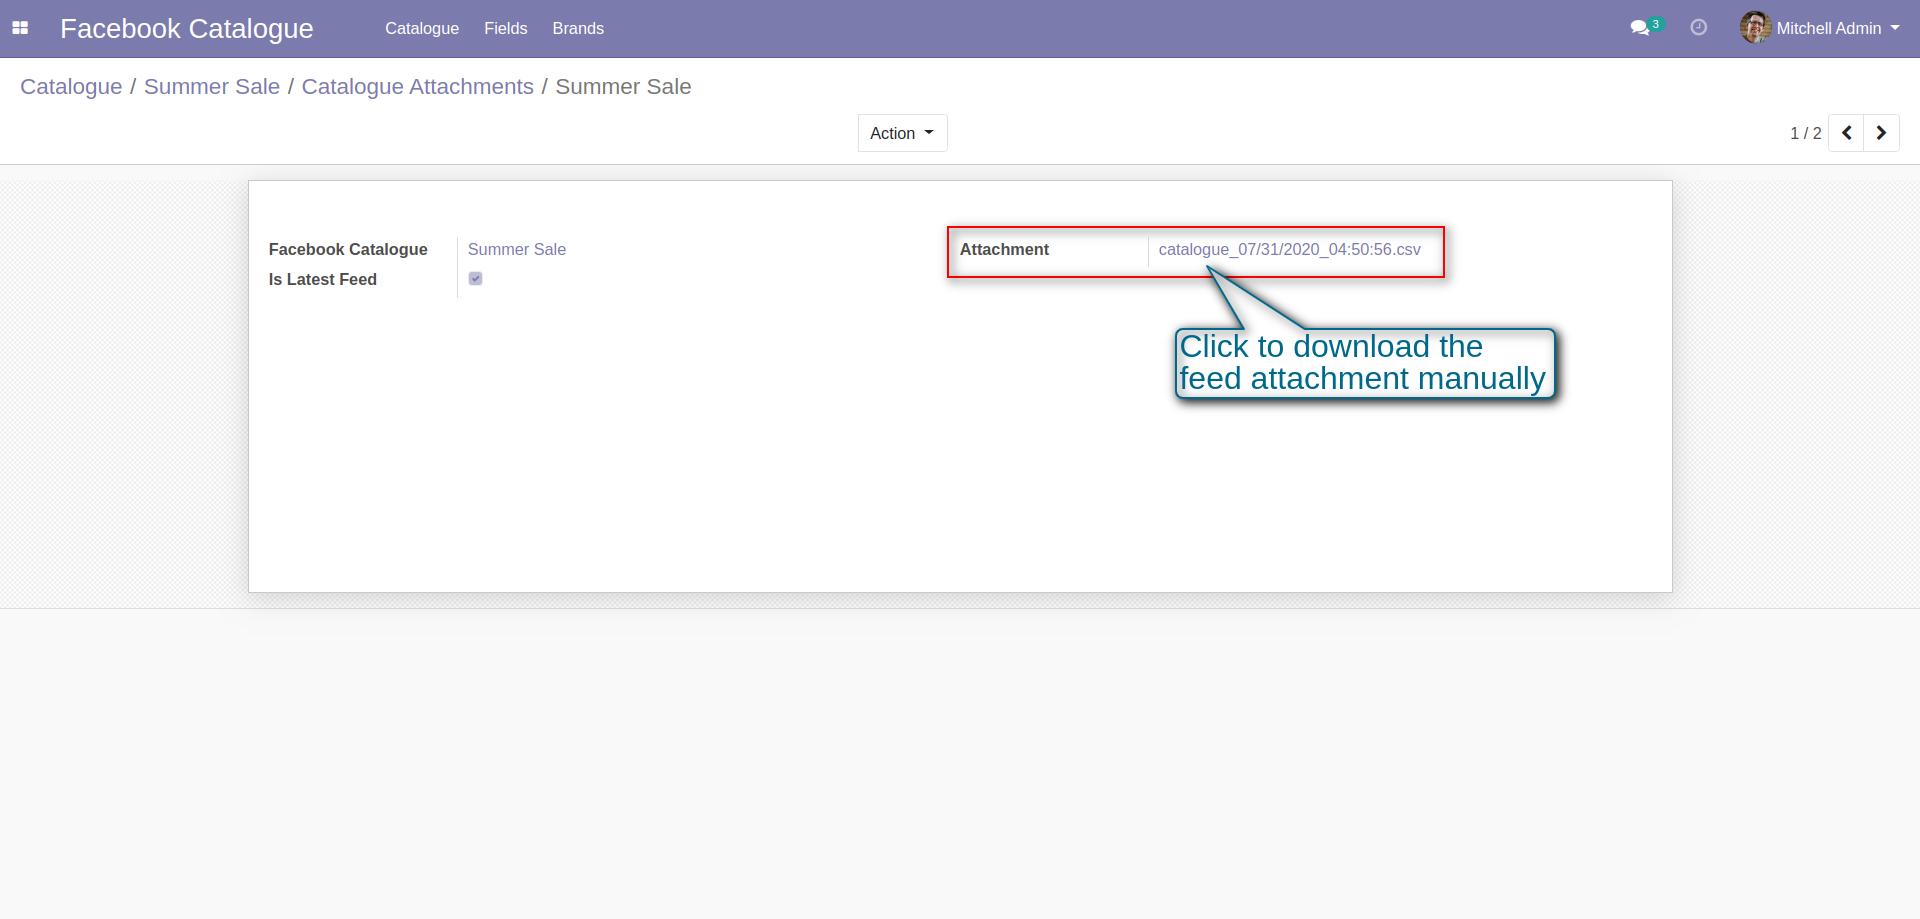 Facebook Catalogue Catalogue Fields Brands 3 Mitchell Admin
Catalogue / Summer Sale / Catalogue Attachments / Summer Sale
Action 1 / 2
Facebook Catalogue Summer Sale Attachment catalogue_07/31/2020_04:50:56.csv
Is Latest Feed
Click to download the
feed attachment manually